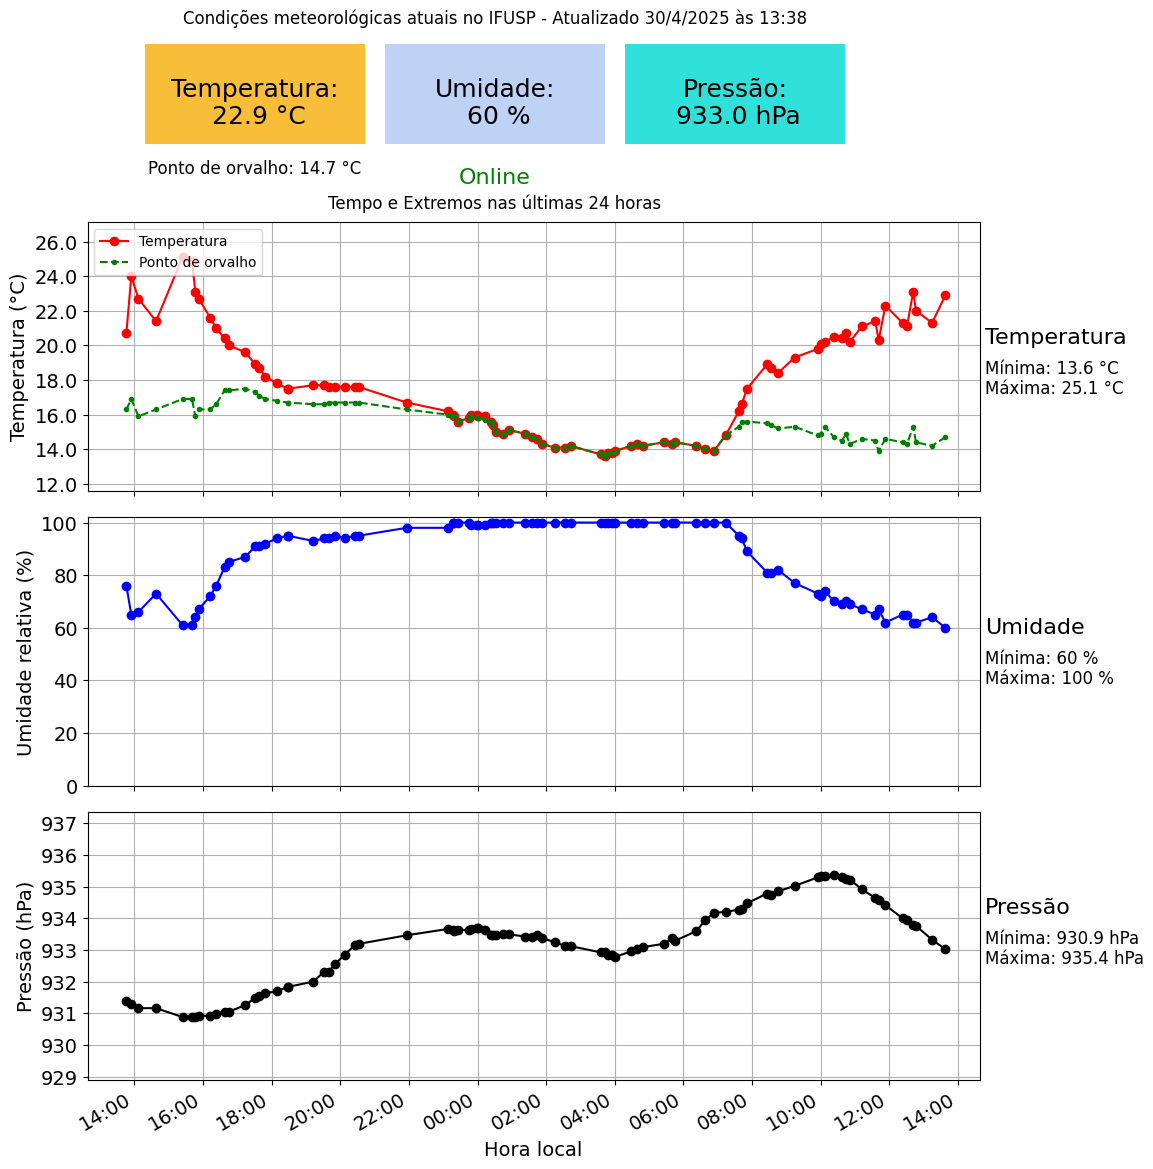 Condições meteorológicas atuais no IFUSP - Atualizado 30/4/2025 às 13:38
Temperatura:
22.9 °C
Umidade:
60 %
Pressão:
933.0 hPa
Ponto de orvalho: 14.7 °C
Online
Tempo e Extremos nas últimas 24 horas
Temperatura (°C)
26.0
24.0
22.0
20.0
18.0
16.0
14.0
12.0
Temperatura
Ponto de orvalho
Temperatura
Mínima: 13.6 °C
Máxima: 25.1 °C
Umidade relativa (%)
100
80
60
40
20
0
Umidade
Mínima: 60 %
Máxima: 100 %
Pressão (hPa)
937
936
935
934
933
932
931
930
929
Pressão
Mínima: 930.9 hPa
Máxima: 935.4 hPa
14:00
16:00
18:00
20:00
22:00
00:00
02:00
04:00
06:00
08:00
10:00
12:00
14:00
Hora local